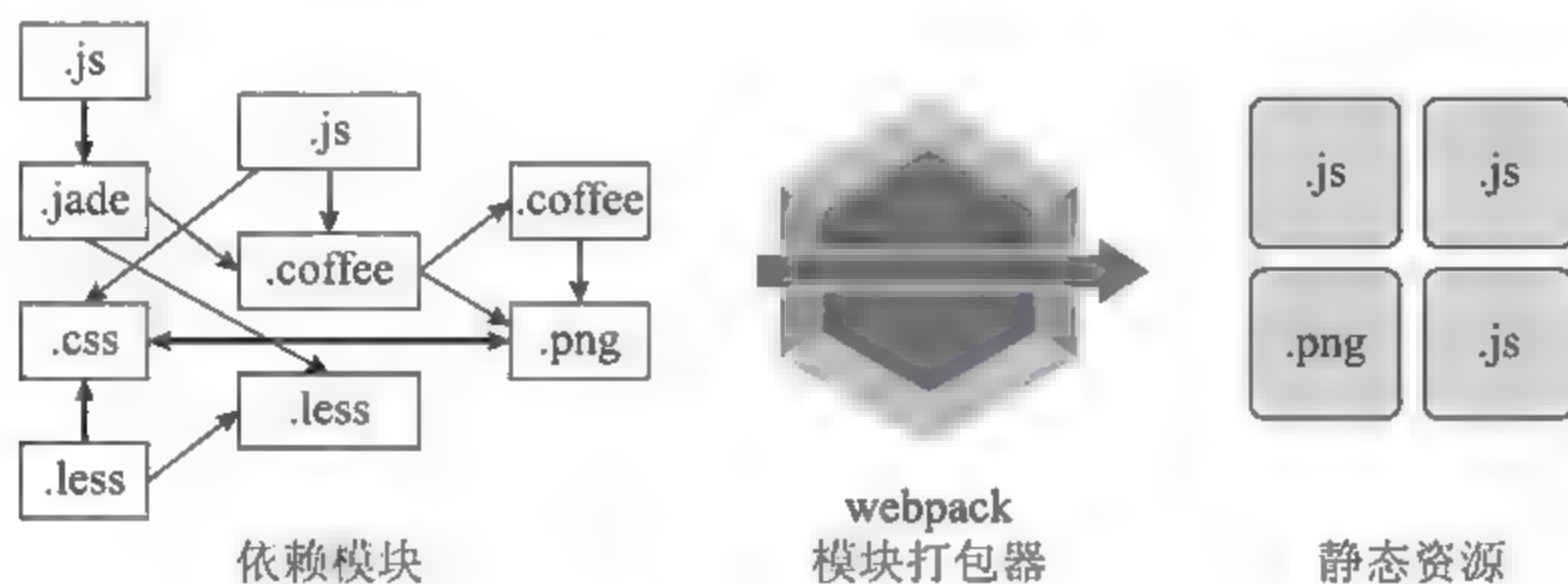 .js
.js
.jade
.coffee
.coffee
.css
.png
.less
.less
依赖模块
webpack
模块打包器
.js
.js
.png
.js
静态资源